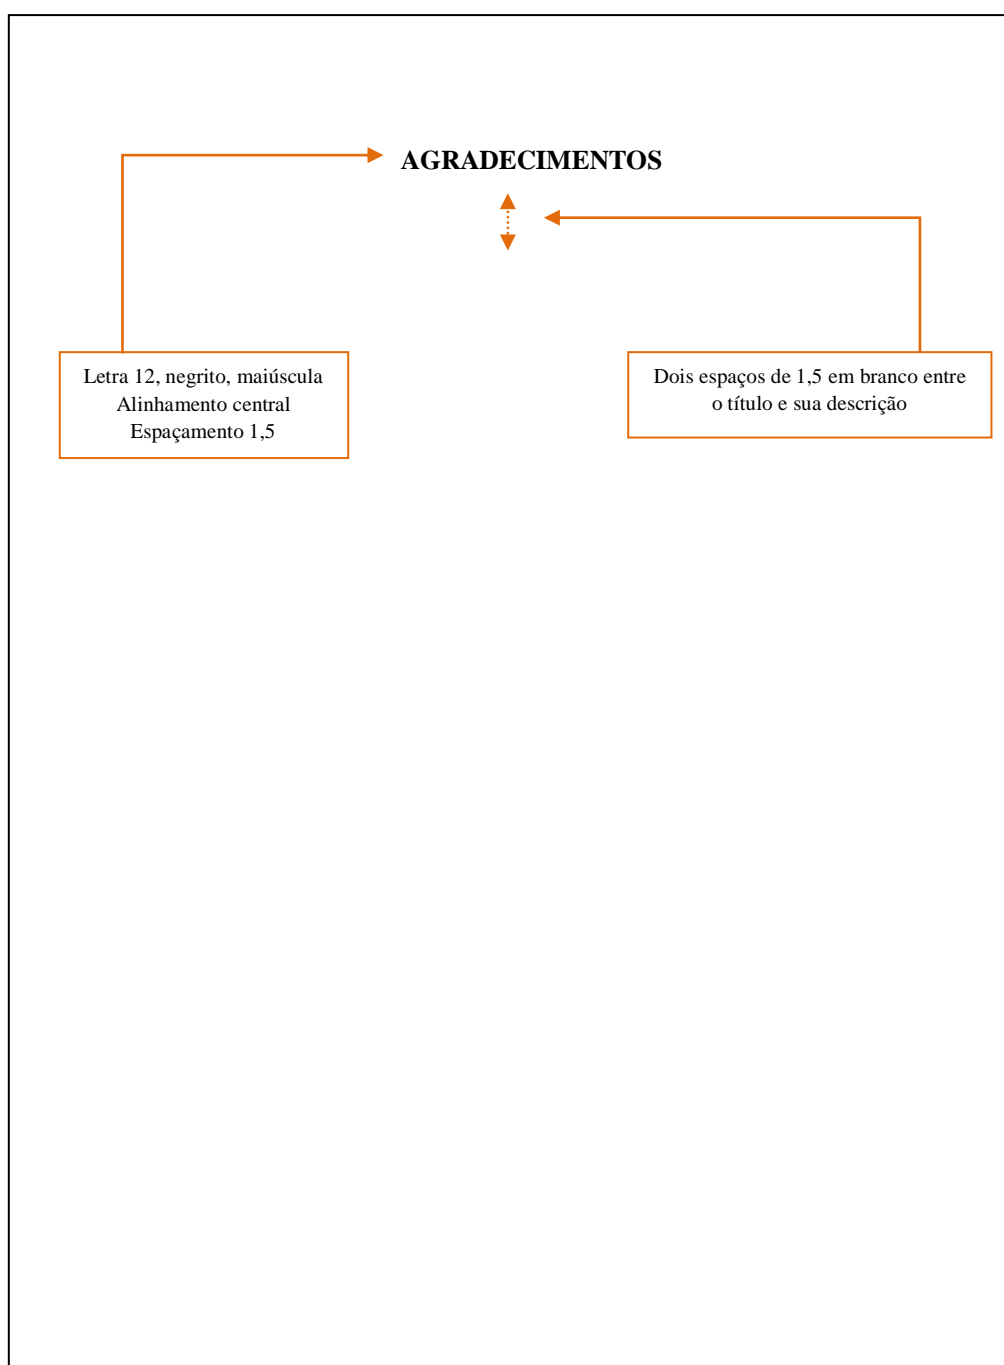 AGRADECIMENTOS
Letra 12, negrito, maiúscula
Alinhamento central
Espaçamento 1,5
Dois espaços de 1,5 em branco entre
o título e sua descrição